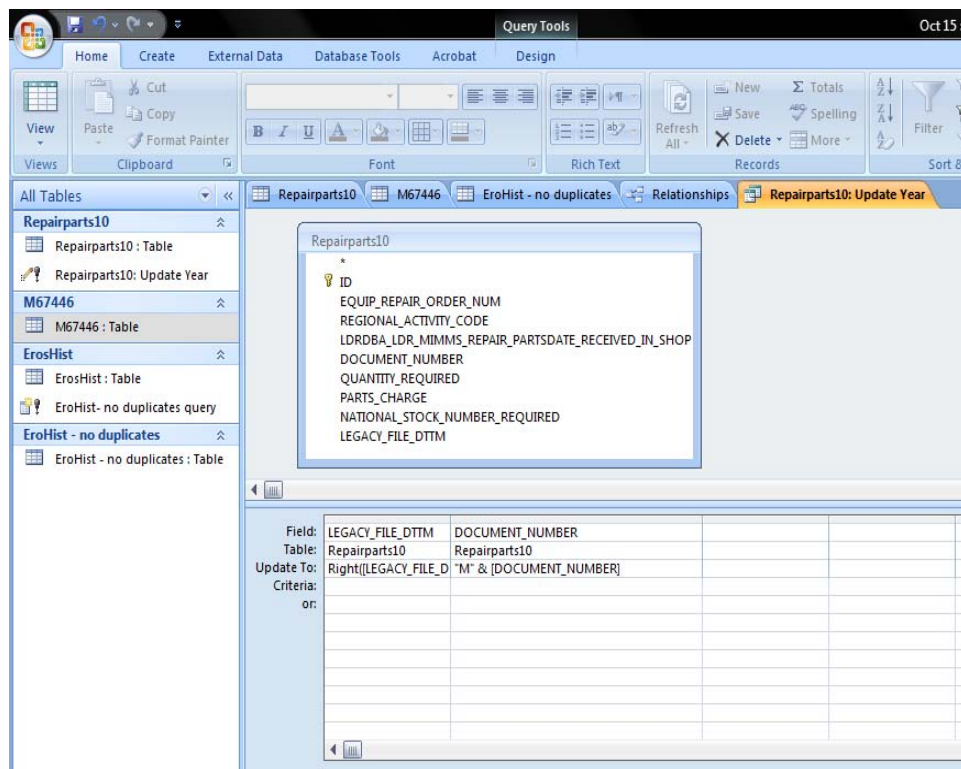 Query Tools
Oct15
Home Create External Data Database Tools Acrobat Design
View
Views
Paste
Cut
Copy
Format Painter
Clipboard
B I U A
Font
ab
Rich Text
Refresh All
New
Save
Delete
Σ Totals
ABC Spelling
More
Records
Filter
Sort &
All Tables «
Repairparts10 M67446 EroHist - no duplicates Relationships Repairparts10: Update Year
Repairparts10
Repairparts10 : Table
Repairparts10: Update Year
M67446
M67446 : Table
ErosHist
ErosHist : Table
EroHist- no duplicates query
EroHist - no duplicates
EroHist - no duplicates : Table
Repairparts10
*
ID
EQUIP_REPAIR_ORDER_NUM
REGIONAL_ACTIVITY_CODE
LDRDBA_LDR_MIMMS_REPAIR_PARTSDATE_RECEIVED_IN_SHOP
DOCUMENT_NUMBER
QUANTITY_REQUIRED
PARTS_CHARGE
NATIONAL_STOCK_NUMBER_REQUIRED
LEGACY_FILE_DTTM
Field: LEGACY_FILE_DTTM DOCUMENT_NUMBER
Table: Repairparts10 Repairparts10
Update To: Right([LEGACY_FILE_D "M" & [DOCUMENT_NUMBER]
Criteria:
or: